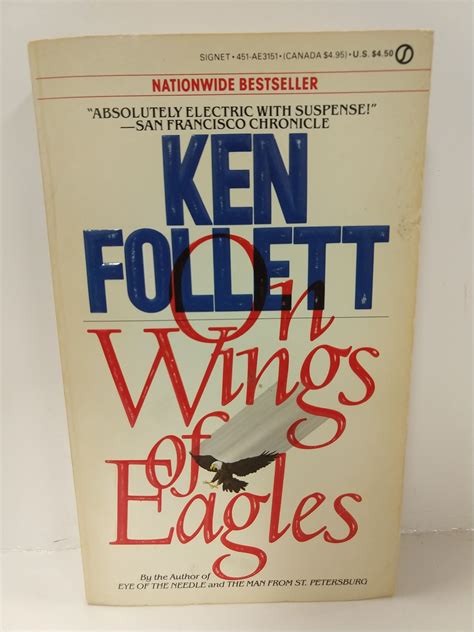 SIGNET • 451-AE3151 • (CANADA $4.95) • U.S. $4.50
NATIONWIDE BESTSELLER
“ABSOLUTELY ELECTRIC WITH SUSPENSE!”
—SAN FRANCISCO CHRONICLE
KEN
FOLLETT
On
Wings
of
Eagles
By the Author of
EYE OF THE NEEDLE and THE MAN FROM ST. PETERSBURG